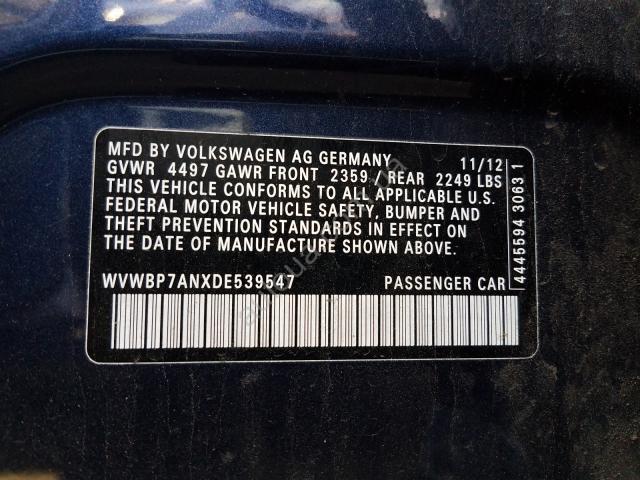 MFD BY VOLKSWAGEN AG GERMANY 11/12
GVWR 4497 GAWR FRONT 2359 / REAR 2249 LBS
THIS VEHICLE CONFORMS TO ALL APPLICABLE U.S.
FEDERAL MOTOR VEHICLE SAFETY, BUMPER AND
THEFT PREVENTION STANDARDS IN EFFECT ON
THE DATE OF MANUFACTURE SHOWN ABOVE.
WVWBP7ANXDE539547 PASSENGER CAR
4445594 30631